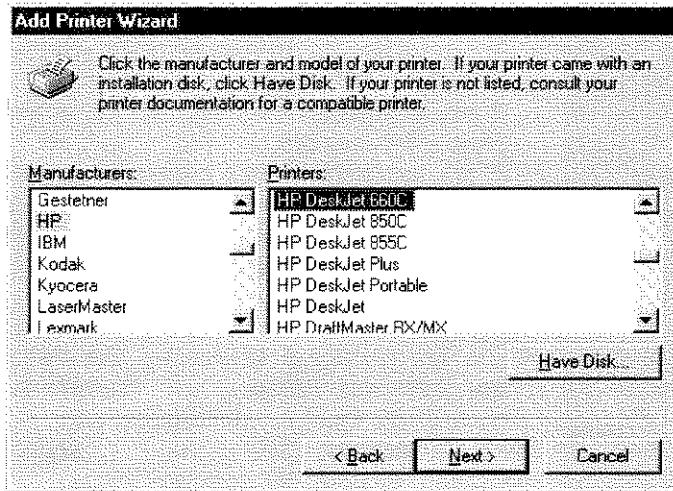 Add Printer Wizard
Click the manufacturer and model of your printer. If your printer came with an
installation disk, click Have Disk. If your printer is not listed, consult your
printer documentation for a compatible printer.
Manufacturers:
Gestetner
HP
IBM
Kodak
Kyocera
LaserMaster
Lexmark
Printers:
HP DeskJet 660C
HP DeskJet 850C
HP DeskJet 855C
HP DeskJet Plus
HP DeskJet Portable
HP DeskJet
HP DraftMaster RX/MX
Have Disk...
< Back
Next >
Cancel